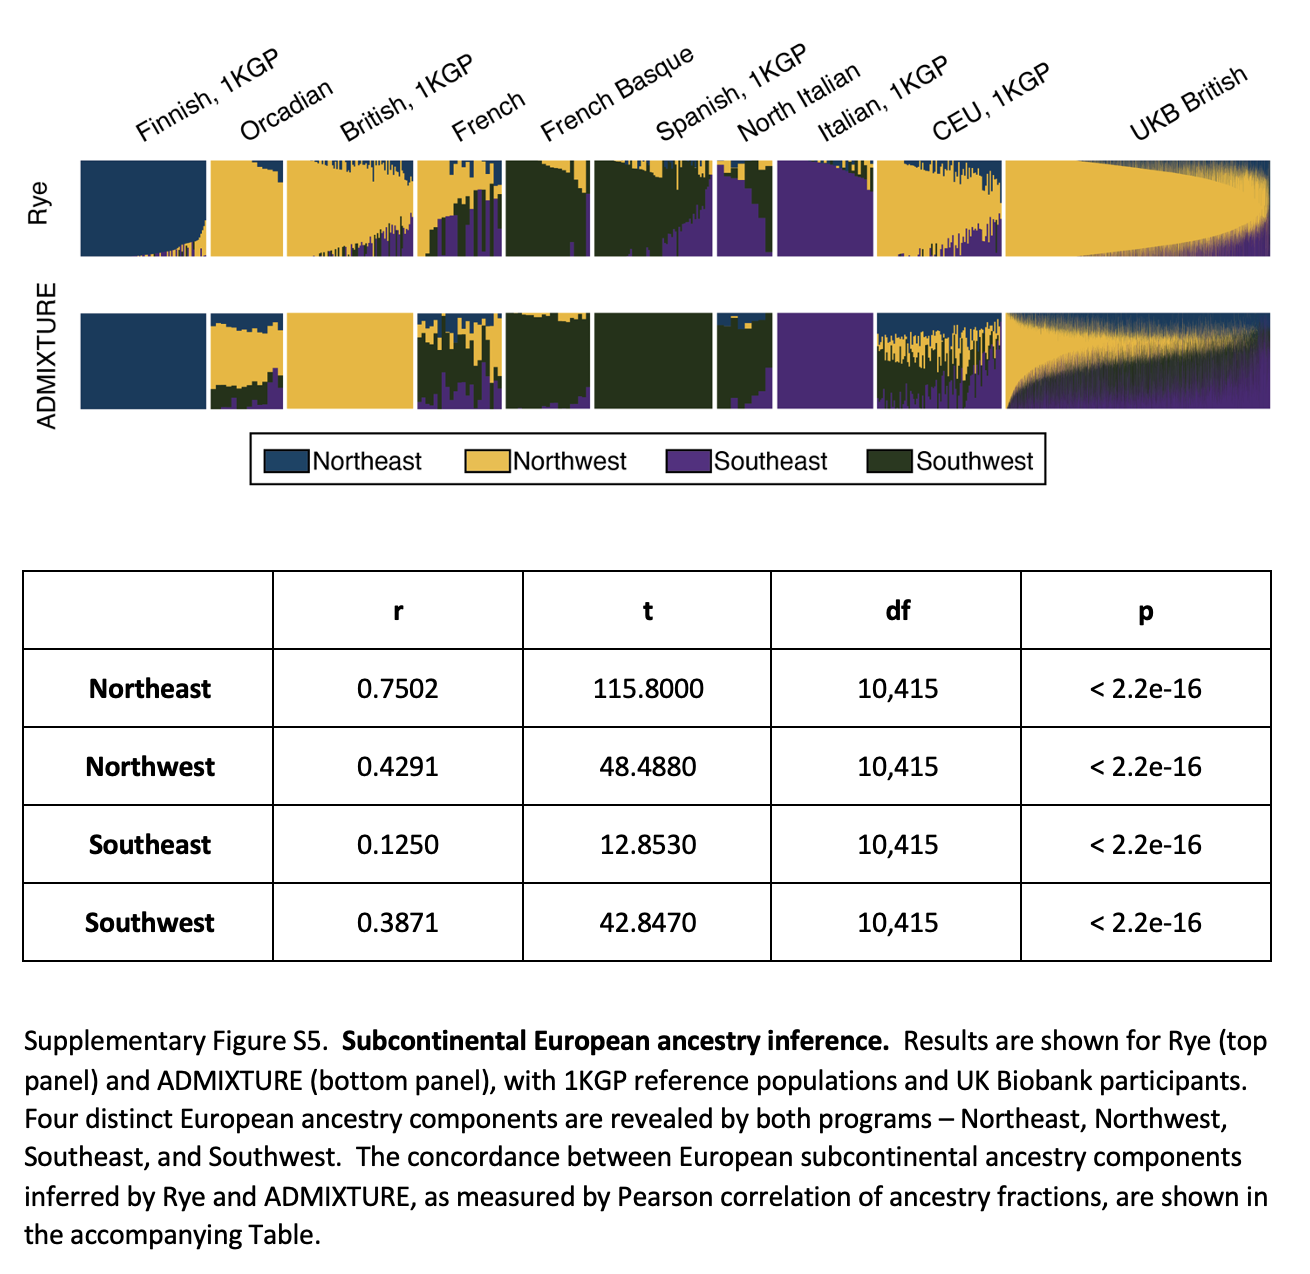 Finnish, 1KGP
Orcadian
British, 1KGP
French
French Basque
Spanish, 1KGP
North Italian
Italian, 1KGP
CEU, 1KGP
UKB British
Rye
ADMIXTURE
Northeast Northwest Southeast Southwest
r t df p
Northeast 0.7502 115.8000 10,415 < 2.2e-16
Northwest 0.4291 48.4880 10,415 < 2.2e-16
Southeast 0.1250 12.8530 10,415 < 2.2e-16
Southwest 0.3871 42.8470 10,415 < 2.2e-16
Supplementary Figure S5. Subcontinental European ancestry inference. Results are shown for Rye (top
panel) and ADMIXTURE (bottom panel), with 1KGP reference populations and UK Biobank participants.
Four distinct European ancestry components are revealed by both programs – Northeast, Northwest,
Southeast, and Southwest. The concordance between European subcontinental ancestry components
inferred by Rye and ADMIXTURE, as measured by Pearson correlation of ancestry fractions, are shown in
the accompanying Table.